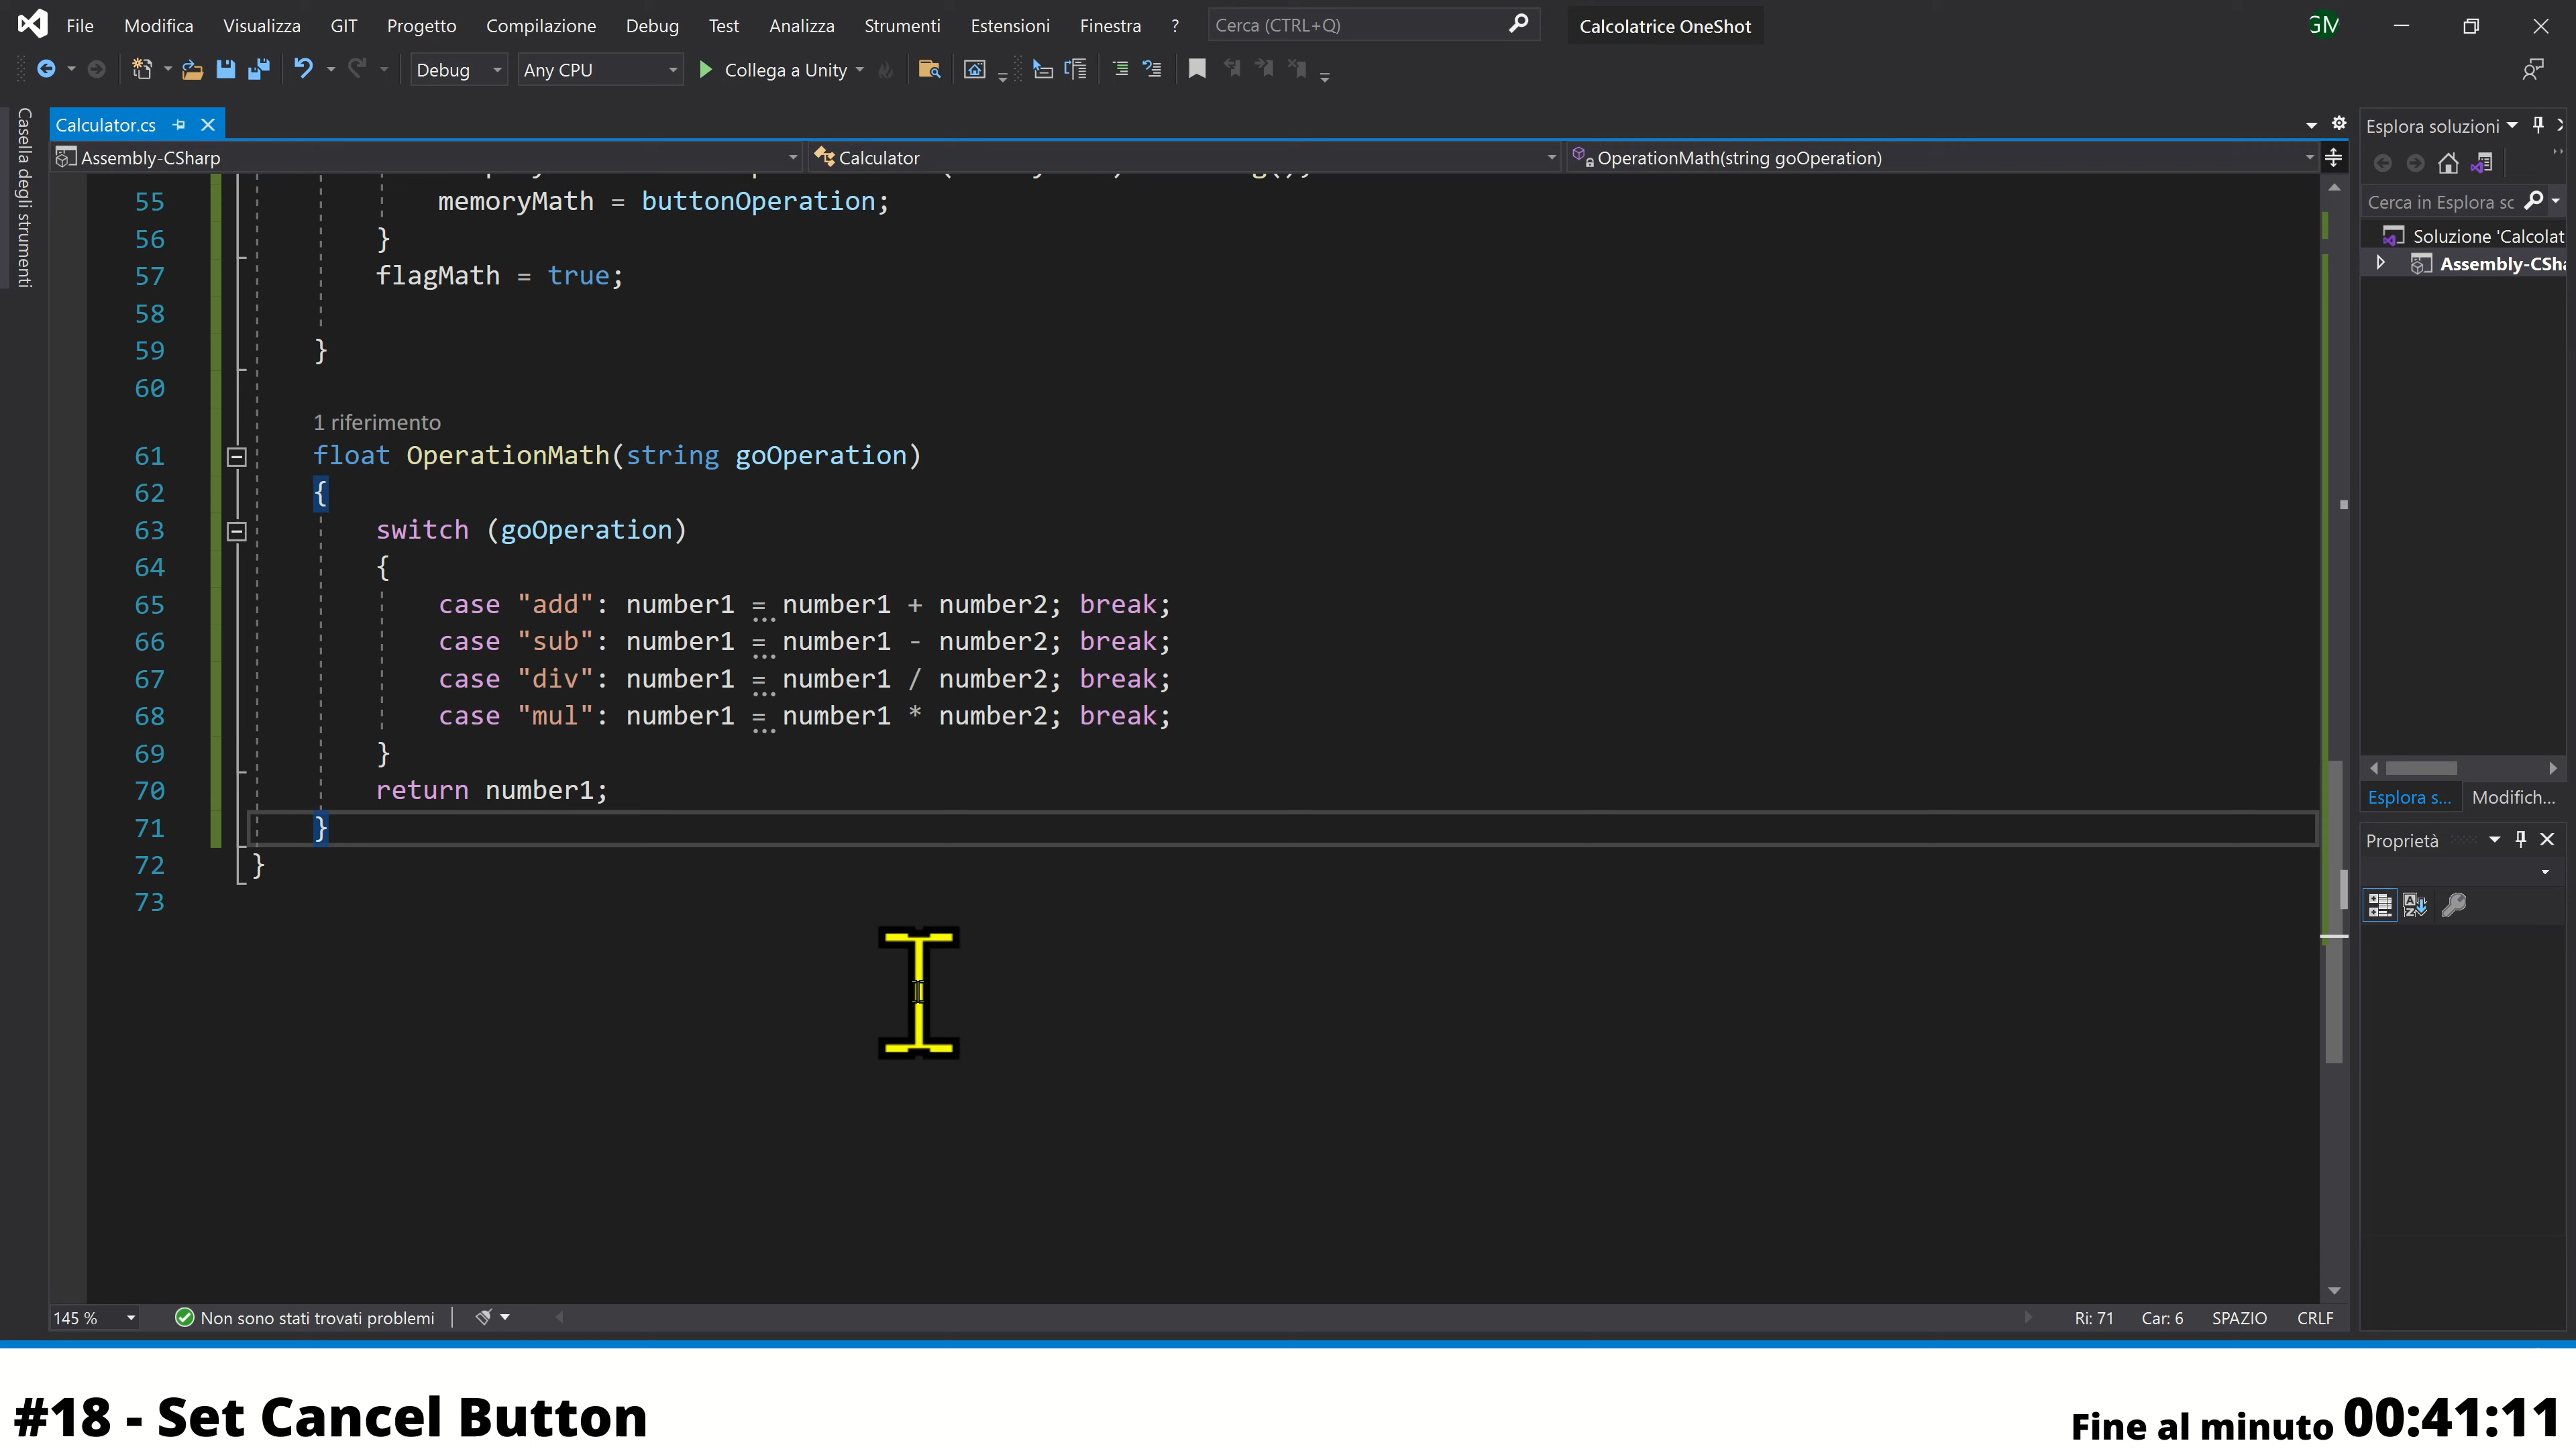 File Modifica Visualizza GIT Progetto Compilazione Debug Test Analizza Strumenti Estensioni Finestra ? Cerca (CTRL+Q) Calcolatrice OneShot GM
Debug Any CPU Collega a Unity
Casella degli strumenti
Calculator.cs
Assembly-CSharp Calculator OperationMath(string goOperation)
55 memoryMath = buttonOperation;
56 }
57 flagMath = true;
58
59 }
60
1 riferimento
61 float OperationMath(string goOperation)
62 {
63 switch (goOperation)
64 {
65 case "add": number1 = number1 + number2; break;
66 case "sub": number1 = number1 - number2; break;
67 case "div": number1 = number1 / number2; break;
68 case "mul": number1 = number1 * number2; break;
69 }
70 return number1;
71 }
72 }
73
Esplora soluzioni
Cerca in Esplora sc
Soluzione 'Calcolat
Assembly-CSha
Esplora s... Modifich...
Proprietà
145 % Non sono stati trovati problemi Ri: 71 Car: 6 SPAZIO CRLF
#18 - Set Cancel Button
Fine al minuto 00:41:11